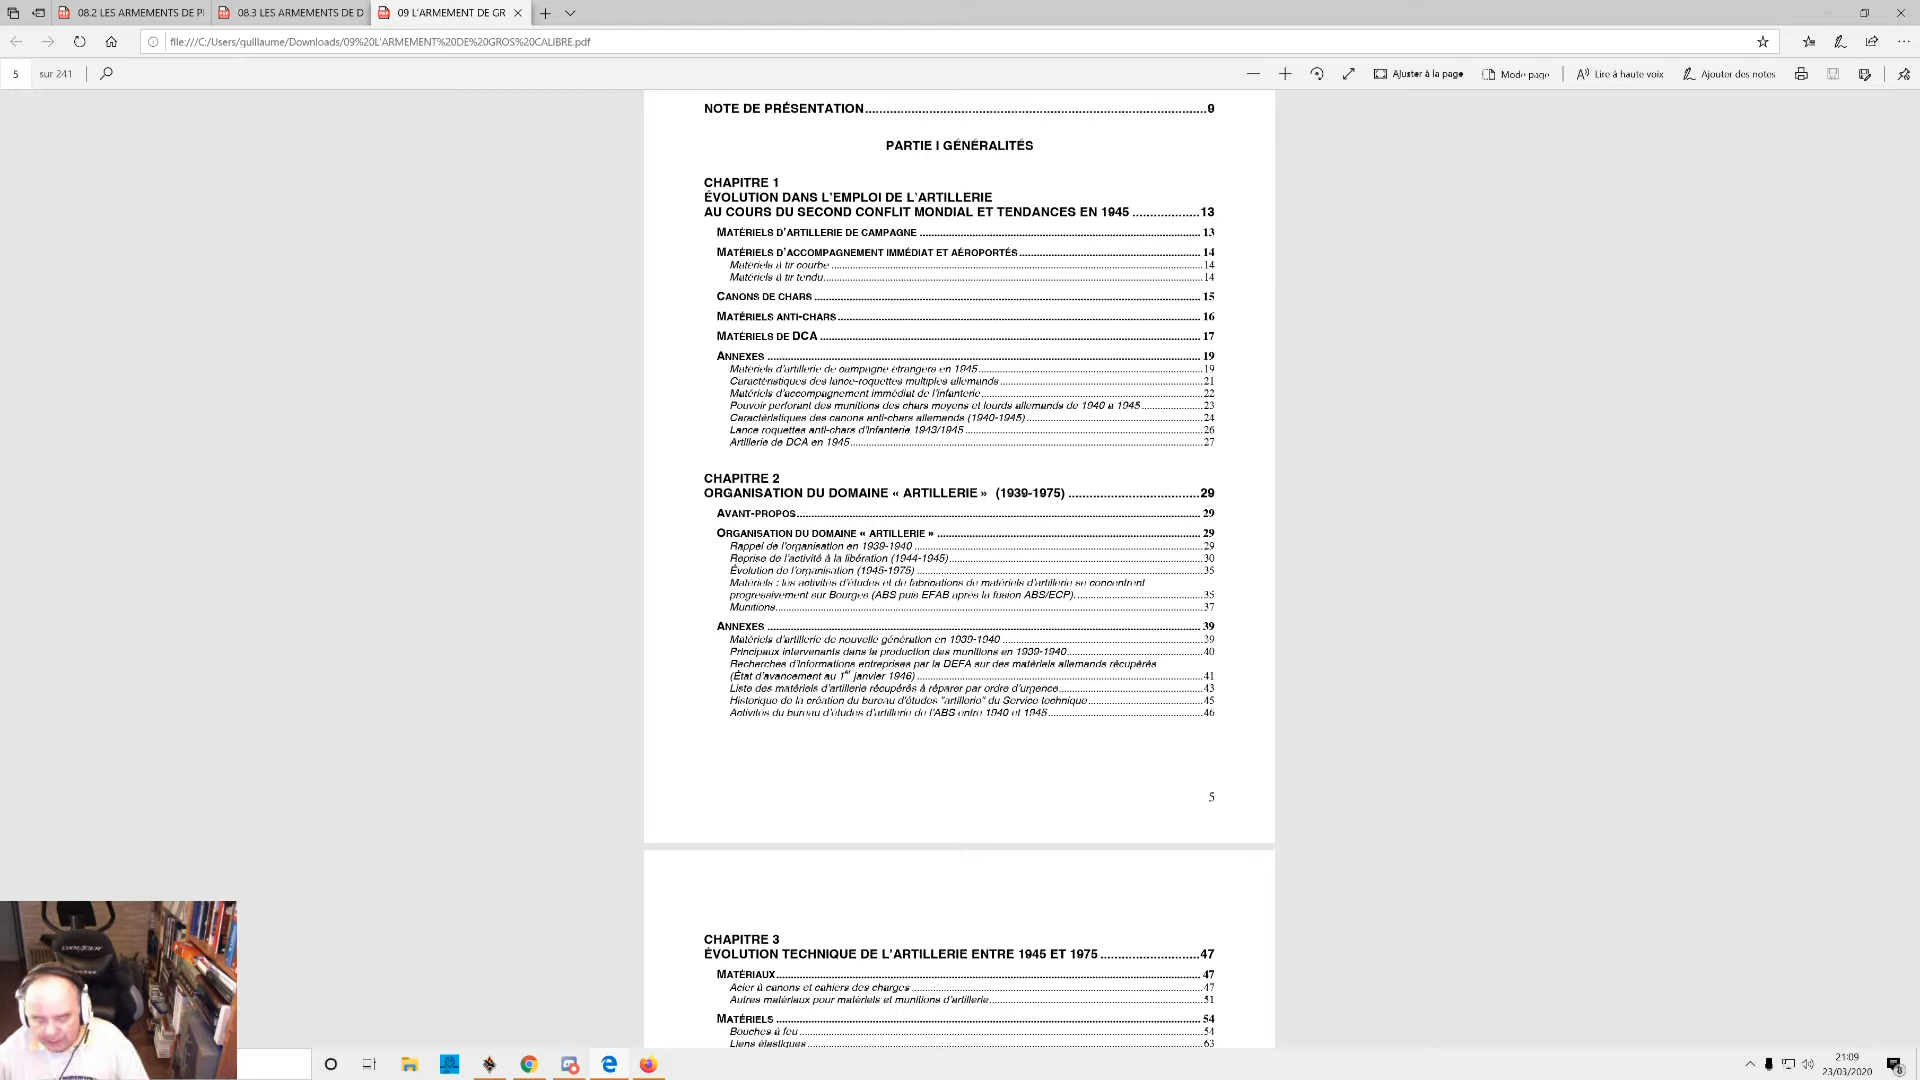 08.2 LES ARMEMENTS DE PI
08.3 LES ARMEMENTS DE D
09 L'ARMEMENT DE GR
file:///C:/Users/guillaume/Downloads/09%20L'ARMEMENT%20DE%20GROS%20CALIBRE.pdf
5 sur 241
Ajuster à la page
Mode page
Lire à haute voix
Ajouter des notes
NOTE DE PRÉSENTATION 9
PARTIE I GÉNÉRALITÉS
CHAPITRE 1
ÉVOLUTION DANS L'EMPLOI DE L'ARTILLERIE
AU COURS DU SECOND CONFLIT MONDIAL ET TENDANCES EN 1945 13
MATÉRIELS D'ARTILLERIE DE CAMPAGNE 13
MATÉRIELS D'ACCOMPAGNEMENT IMMÉDIAT ET AÉROPORTÉS 14
Matériels à tir courbe 14
Matériels à tir tendu 14
CANONS DE CHARS 15
MATÉRIELS ANTI-CHARS 16
MATÉRIELS DE DCA 17
ANNEXES 19
Matériels d'artillerie de campagne étrangers en 1945 19
Caractéristiques des lance-roquettes multiples allemands 21
Matériels d'accompagnement immédiat de l'infanterie 22
Pouvoir perforant des munitions des chars moyens et lourds allemands de 1940 à 1945 23
Caractéristiques des canons anti-chars allemands (1940-1945) 24
Lance roquettes anti-chars d'infanterie 1943/1945 26
Artillerie de DCA en 1945 27
CHAPITRE 2
ORGANISATION DU DOMAINE « ARTILLERIE » (1939-1975) 29
AVANT-PROPOS 29
ORGANISATION DU DOMAINE « ARTILLERIE » 29
Rappel de l'organisation en 1939-1940 29
Reprise de l'activité à la libération (1944-1945) 30
Évolution de l'organisation (1945-1975) 35
Matériels : les activités d'études et de fabrications de matériels d'artillerie se concentrent
progressivement sur Bourges (ABS puis EFAB après la fusion ABS/ECP). 35
Munitions 37
ANNEXES 39
Matériels d'artillerie de nouvelle génération en 1939-1940 39
Principaux intervenants dans la production des munitions en 1939-1940 40
Recherches d'informations entreprises par la DEFA sur des matériels allemands récupérés
(État d'avancement au 1er janvier 1946) 41
Liste des matériels d'artillerie récupérés à réparer par ordre d'urgence 43
Historique de la création du bureau d'études "artillerie" du Service technique 45
Activités du bureau d'études d'artillerie de l'ABS entre 1940 et 1945 46
5
CHAPITRE 3
ÉVOLUTION TECHNIQUE DE L'ARTILLERIE ENTRE 1945 ET 1975 47
MATÉRIAUX 47
Acier à canons et cahiers des charges 47
Autres matériaux pour matériels et munitions d'artillerie 51
MATÉRIELS 54
Bouches à feu 54
Liens élastiques 63
DXRACER
21:09
23/03/2020